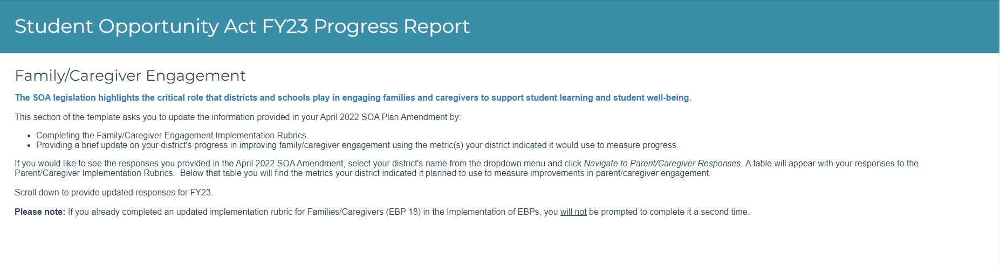 Student Opportunity Act FY23 Progress Report
Family/Caregiver Engagement
The SOA legislation highlights the critical role that districts and schools play in engaging families and caregivers to support student learning and student well-being.
This section of the template asks you to update the information provided in your April 2022 SOA Plan Amendment by:
• Completing the Family/Caregiver Engagement Implementation Rubrics.
• Providing a brief update on your district's progress in improving family/caregiver engagement using the metric(s) your district indicated it would use to measure progress.
If you would like to see the responses you provided in the April 2022 SOA Amendment, select your district's name from the dropdown menu and click Navigate to Parent/Caregiver Responses. A table will appear with your responses to the
Parent/Caregiver Implementation Rubrics.  Below that table you will find the metrics your district indicated it planned to use to measure improvements in parent/caregiver engagement.
Scroll down to provide updated responses for FY23.
Please note: If you already completed an updated implementation rubric for Families/Caregivers (EBP 18) in the Implementation of EBPs, you will not be prompted to complete it a second time.